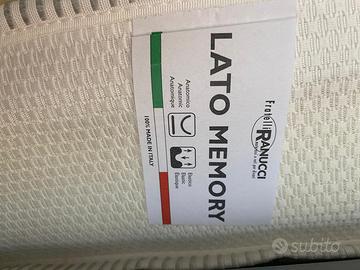 Fratelli
RANUCCI
LATO MEMORY
Anatomico
Anatomic
Anatomique
Elastico
Elastic
Élastique
100% MADE IN ITALY
subito